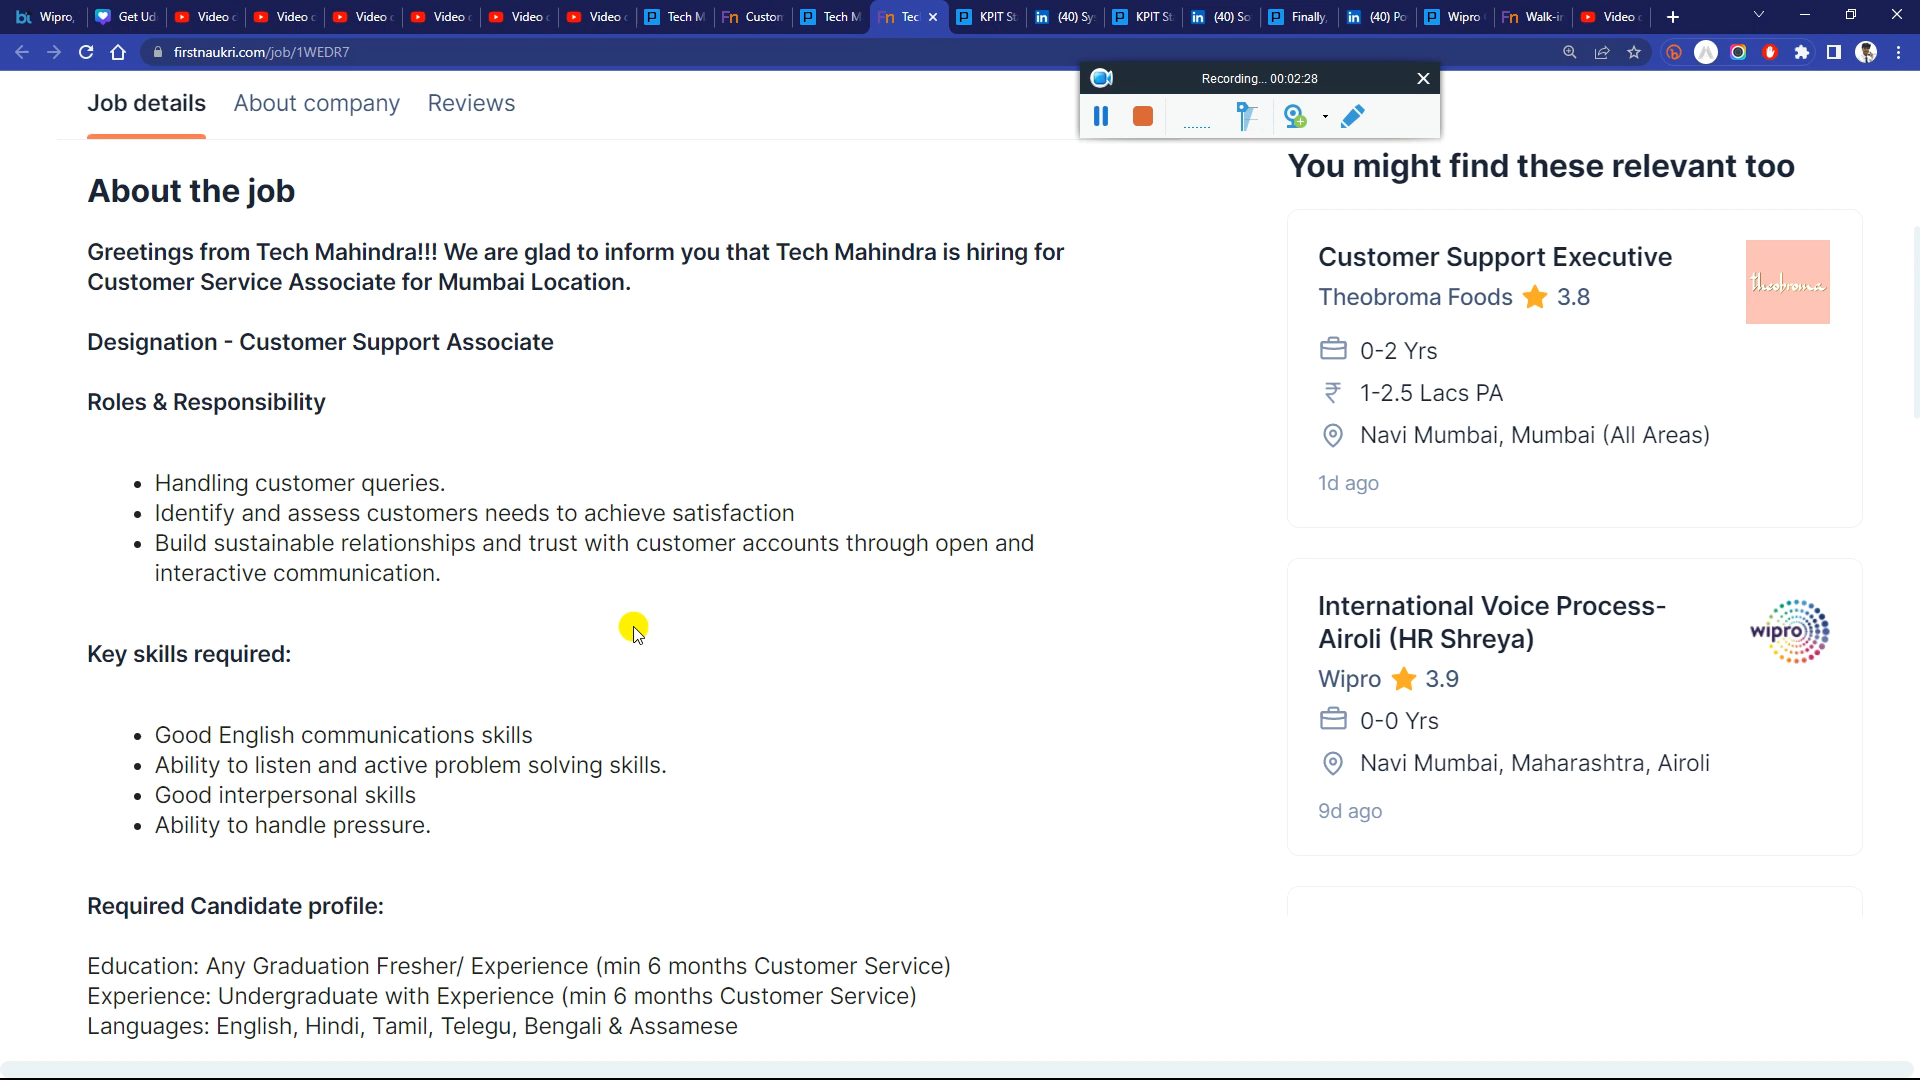 Wipro,
Get Ud
Video
Video
Video
Video
Video
Video
Tech M
Custon
Tech M
Tec
KPIT S
(40) Sy
KPIT S
(40) So
Finally,
(40) Po
Wipro
Walk-i
Video
firstnaukri.com/job/1WEDR7
Recording... 00:02:28
Job details
About company
Reviews
About the job
Greetings from Tech Mahindra!!! We are glad to inform you that Tech Mahindra is hiring for
Customer Service Associate for Mumbai Location.
Designation - Customer Support Associate
Roles & Responsibility
• Handling customer queries.
• Identify and assess customers needs to achieve satisfaction
• Build sustainable relationships and trust with customer accounts through open and
interactive communication.
Key skills required:
• Good English communications skills
• Ability to listen and active problem solving skills.
• Good interpersonal skills
• Ability to handle pressure.
Required Candidate profile:
Education: Any Graduation Fresher/ Experience (min 6 months Customer Service)
Experience: Undergraduate with Experience (min 6 months Customer Service)
Languages: English, Hindi, Tamil, Telegu, Bengali & Assamese
You might find these relevant too
Customer Support Executive
Theobroma Foods 3.8
theobroma
0-2 Yrs
₹ 1-2.5 Lacs PA
Navi Mumbai, Mumbai (All Areas)
1d ago
International Voice Process-
Airoli (HR Shreya)
wipro
Wipro 3.9
0-0 Yrs
Navi Mumbai, Maharashtra, Airoli
9d ago